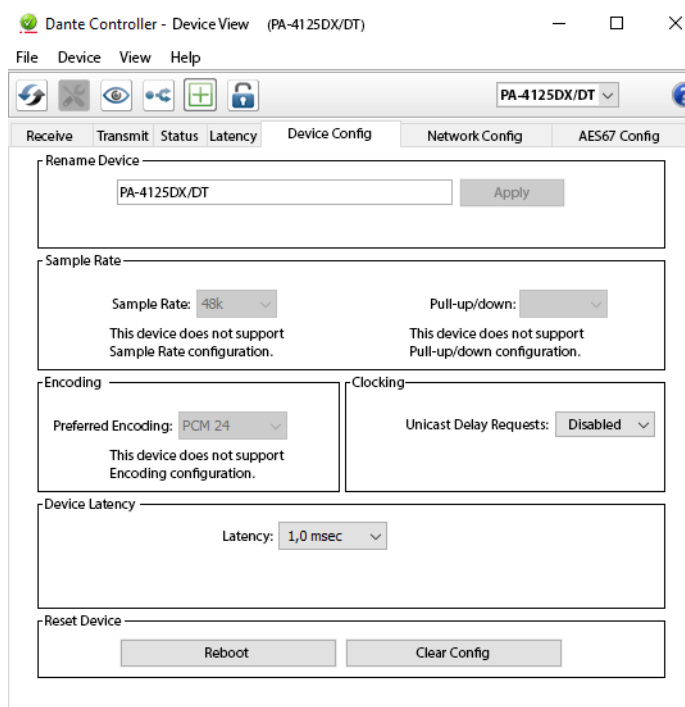 Dante Controller - Device View (PA-4125DX/DT)
File Device View Help
PA-4125DX/DT
?
Receive Transmit Status Latency Device Config Network Config AES67 Config
Rename Device
PA-4125DX/DT Apply
Sample Rate
Sample Rate: 48k
This device does not support
Sample Rate configuration.
Pull-up/down:
This device does not support
Pull-up/down configuration.
Encoding
Preferred Encoding: PCM 24
This device does not support
Encoding configuration.
Clocking
Unicast Delay Requests: Disabled
Device Latency
Latency: 1,0 msec
Reset Device
Reboot Clear Config